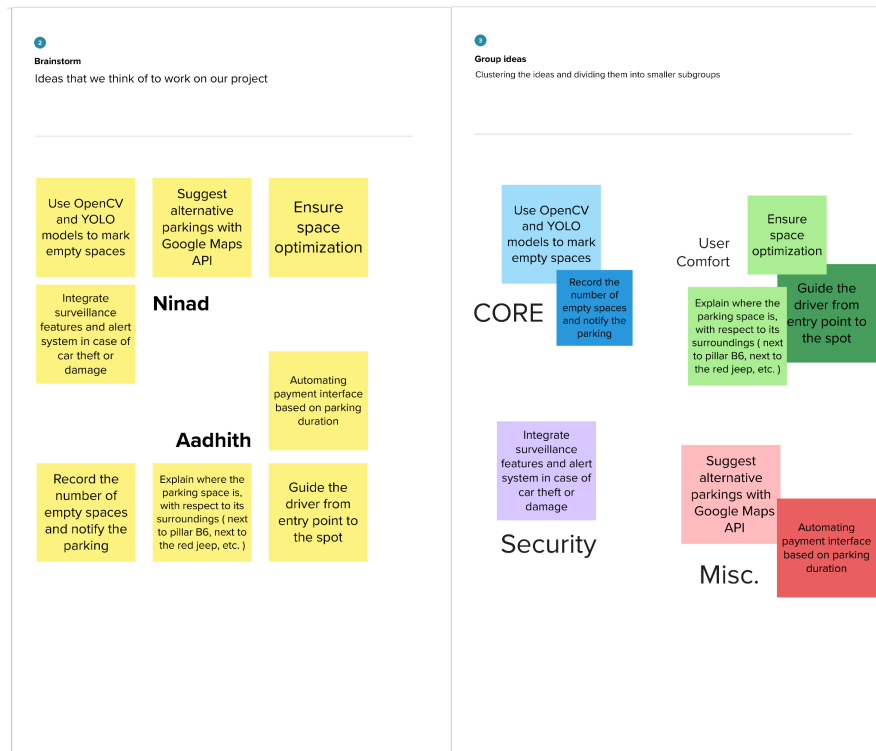 2
Brainstorm
Ideas that we think of to work on our project
Use OpenCV
and YOLO
models to mark
empty spaces
Suggest
alternative
parkings with
Google Maps
API
Ensure
space
optimization
Integrate
surveillance
features and alert
system in case of
car theft or
damage
Ninad
Automating
payment interface
based on parking
duration
Aadhith
Record the
number of
empty spaces
and notify the
parking
Explain where the
parking space is,
with respect to its
surroundings ( next
to pillar B6, next to
the red jeep, etc. )
Guide the
driver from
entry point to
the spot
3
Group ideas
Clustering the ideas and dividing them into smaller subgroups
Use OpenCV
and YOLO
models to mark
empty spaces
Record the
number of
empty spaces
and notify the
parking
CORE
User
Comfort
Ensure
space
optimization
Guide the
driver from
entry point to
the spot
Explain where the
parking space is,
with respect to its
surroundings ( next
to pillar B6, next to
the red jeep, etc. )
Integrate
surveillance
features and alert
system in case of
car theft or
damage
Security
Suggest
alternative
parkings with
Google Maps
API
Automating
payment interface
based on parking
duration
Misc.